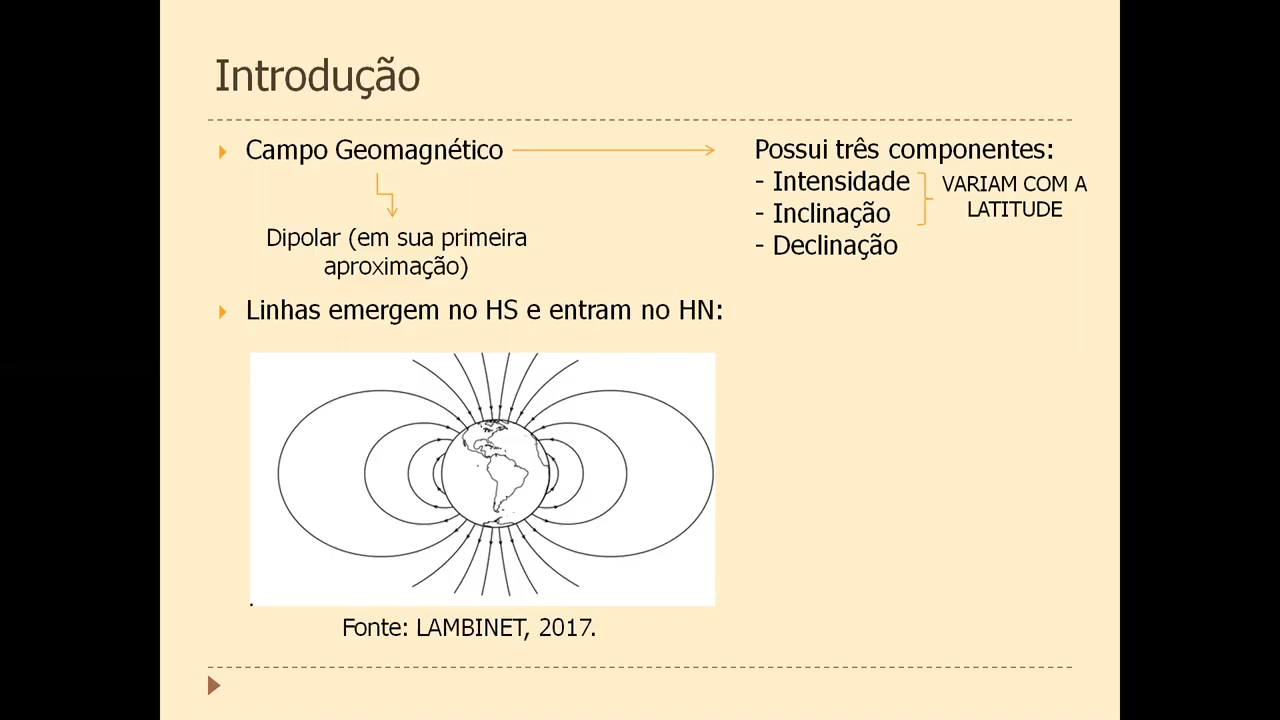 Introdução
Campo Geomagnético
Dipolar (em sua primeira
aproximação)
Possui três componentes:
- Intensidade
- Inclinação
- Declinação
VARIAM COM A
LATITUDE
Linhas emergem no HS e entram no HN:
.
Fonte: LAMBINET, 2017.